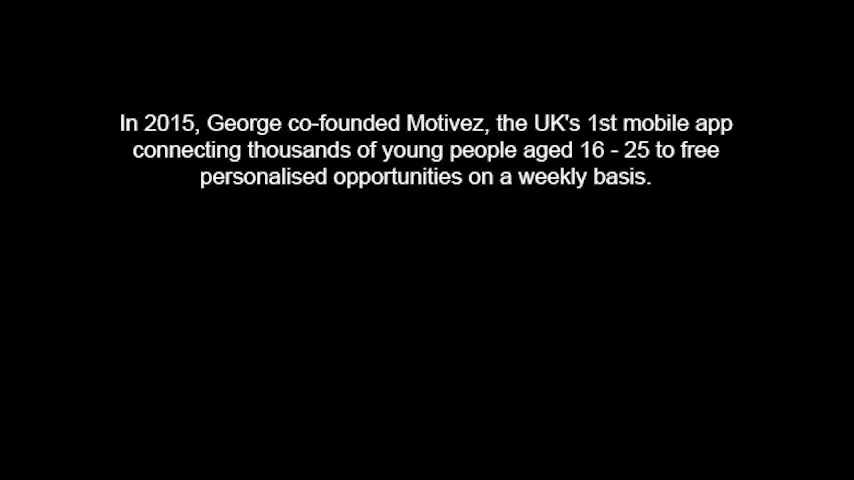 In 2015, George co-founded Motivez, the UK's 1st mobile app
connecting thousands of young people aged 16 - 25 to free
personalised opportunities on a weekly basis.